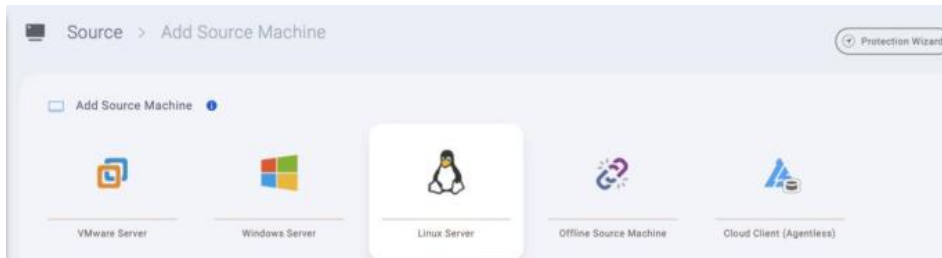 Source > Add Source Machine
Protection Wizard
Add Source Machine
VMware Server
Windows Server
Linux Server
Offline Source Machine
Cloud Client (Agentless)